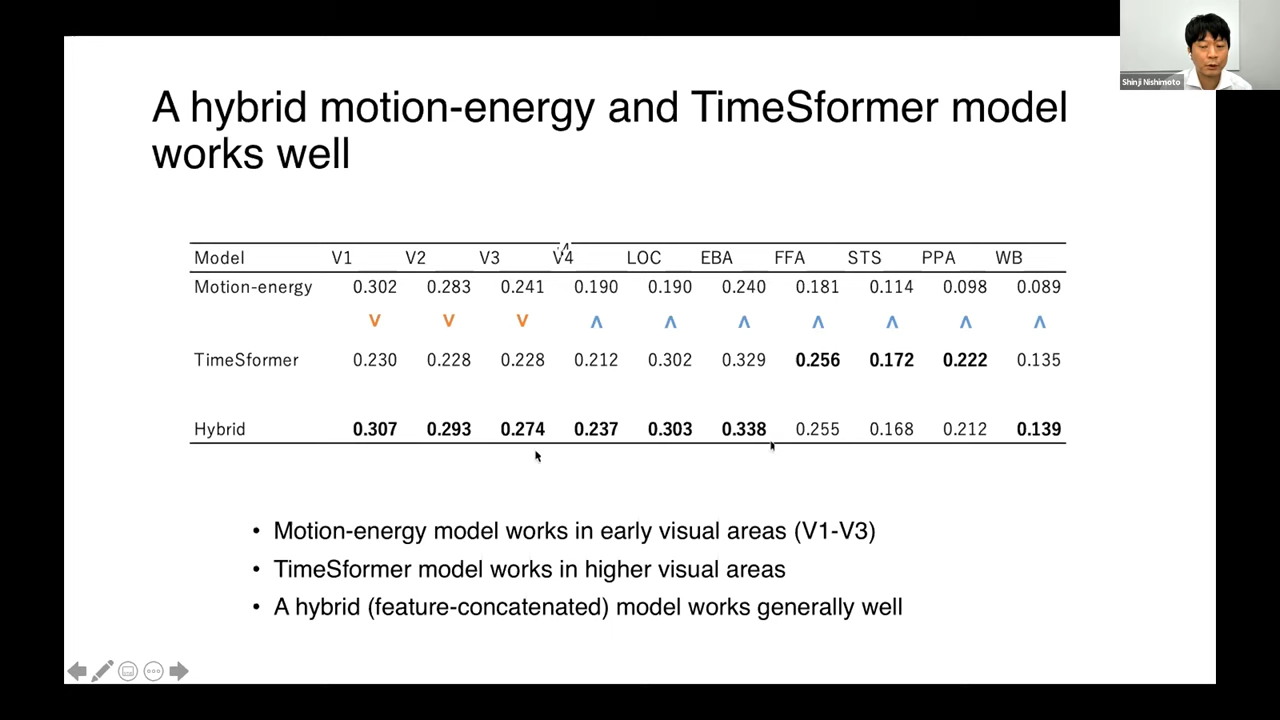 Shinji Nishimoto
A hybrid motion-energy and TimeSformer model
works well
Model V1 V2 V3 V4 LOC EBA FFA STS PPA WB
Motion-energy 0.302 0.283 0.241 0.190 0.190 0.240 0.181 0.114 0.098 0.089
∨ ∨ ∨ ∧ ∧ ∧ ∧ ∧ ∧ ∧
TimeSformer 0.230 0.228 0.228 0.212 0.302 0.329 0.256 0.172 0.222 0.135
Hybrid 0.307 0.293 0.274 0.237 0.303 0.338 0.255 0.168 0.212 0.139
• Motion-energy model works in early visual areas (V1-V3)
• TimeSformer model works in higher visual areas
• A hybrid (feature-concatenated) model works generally well